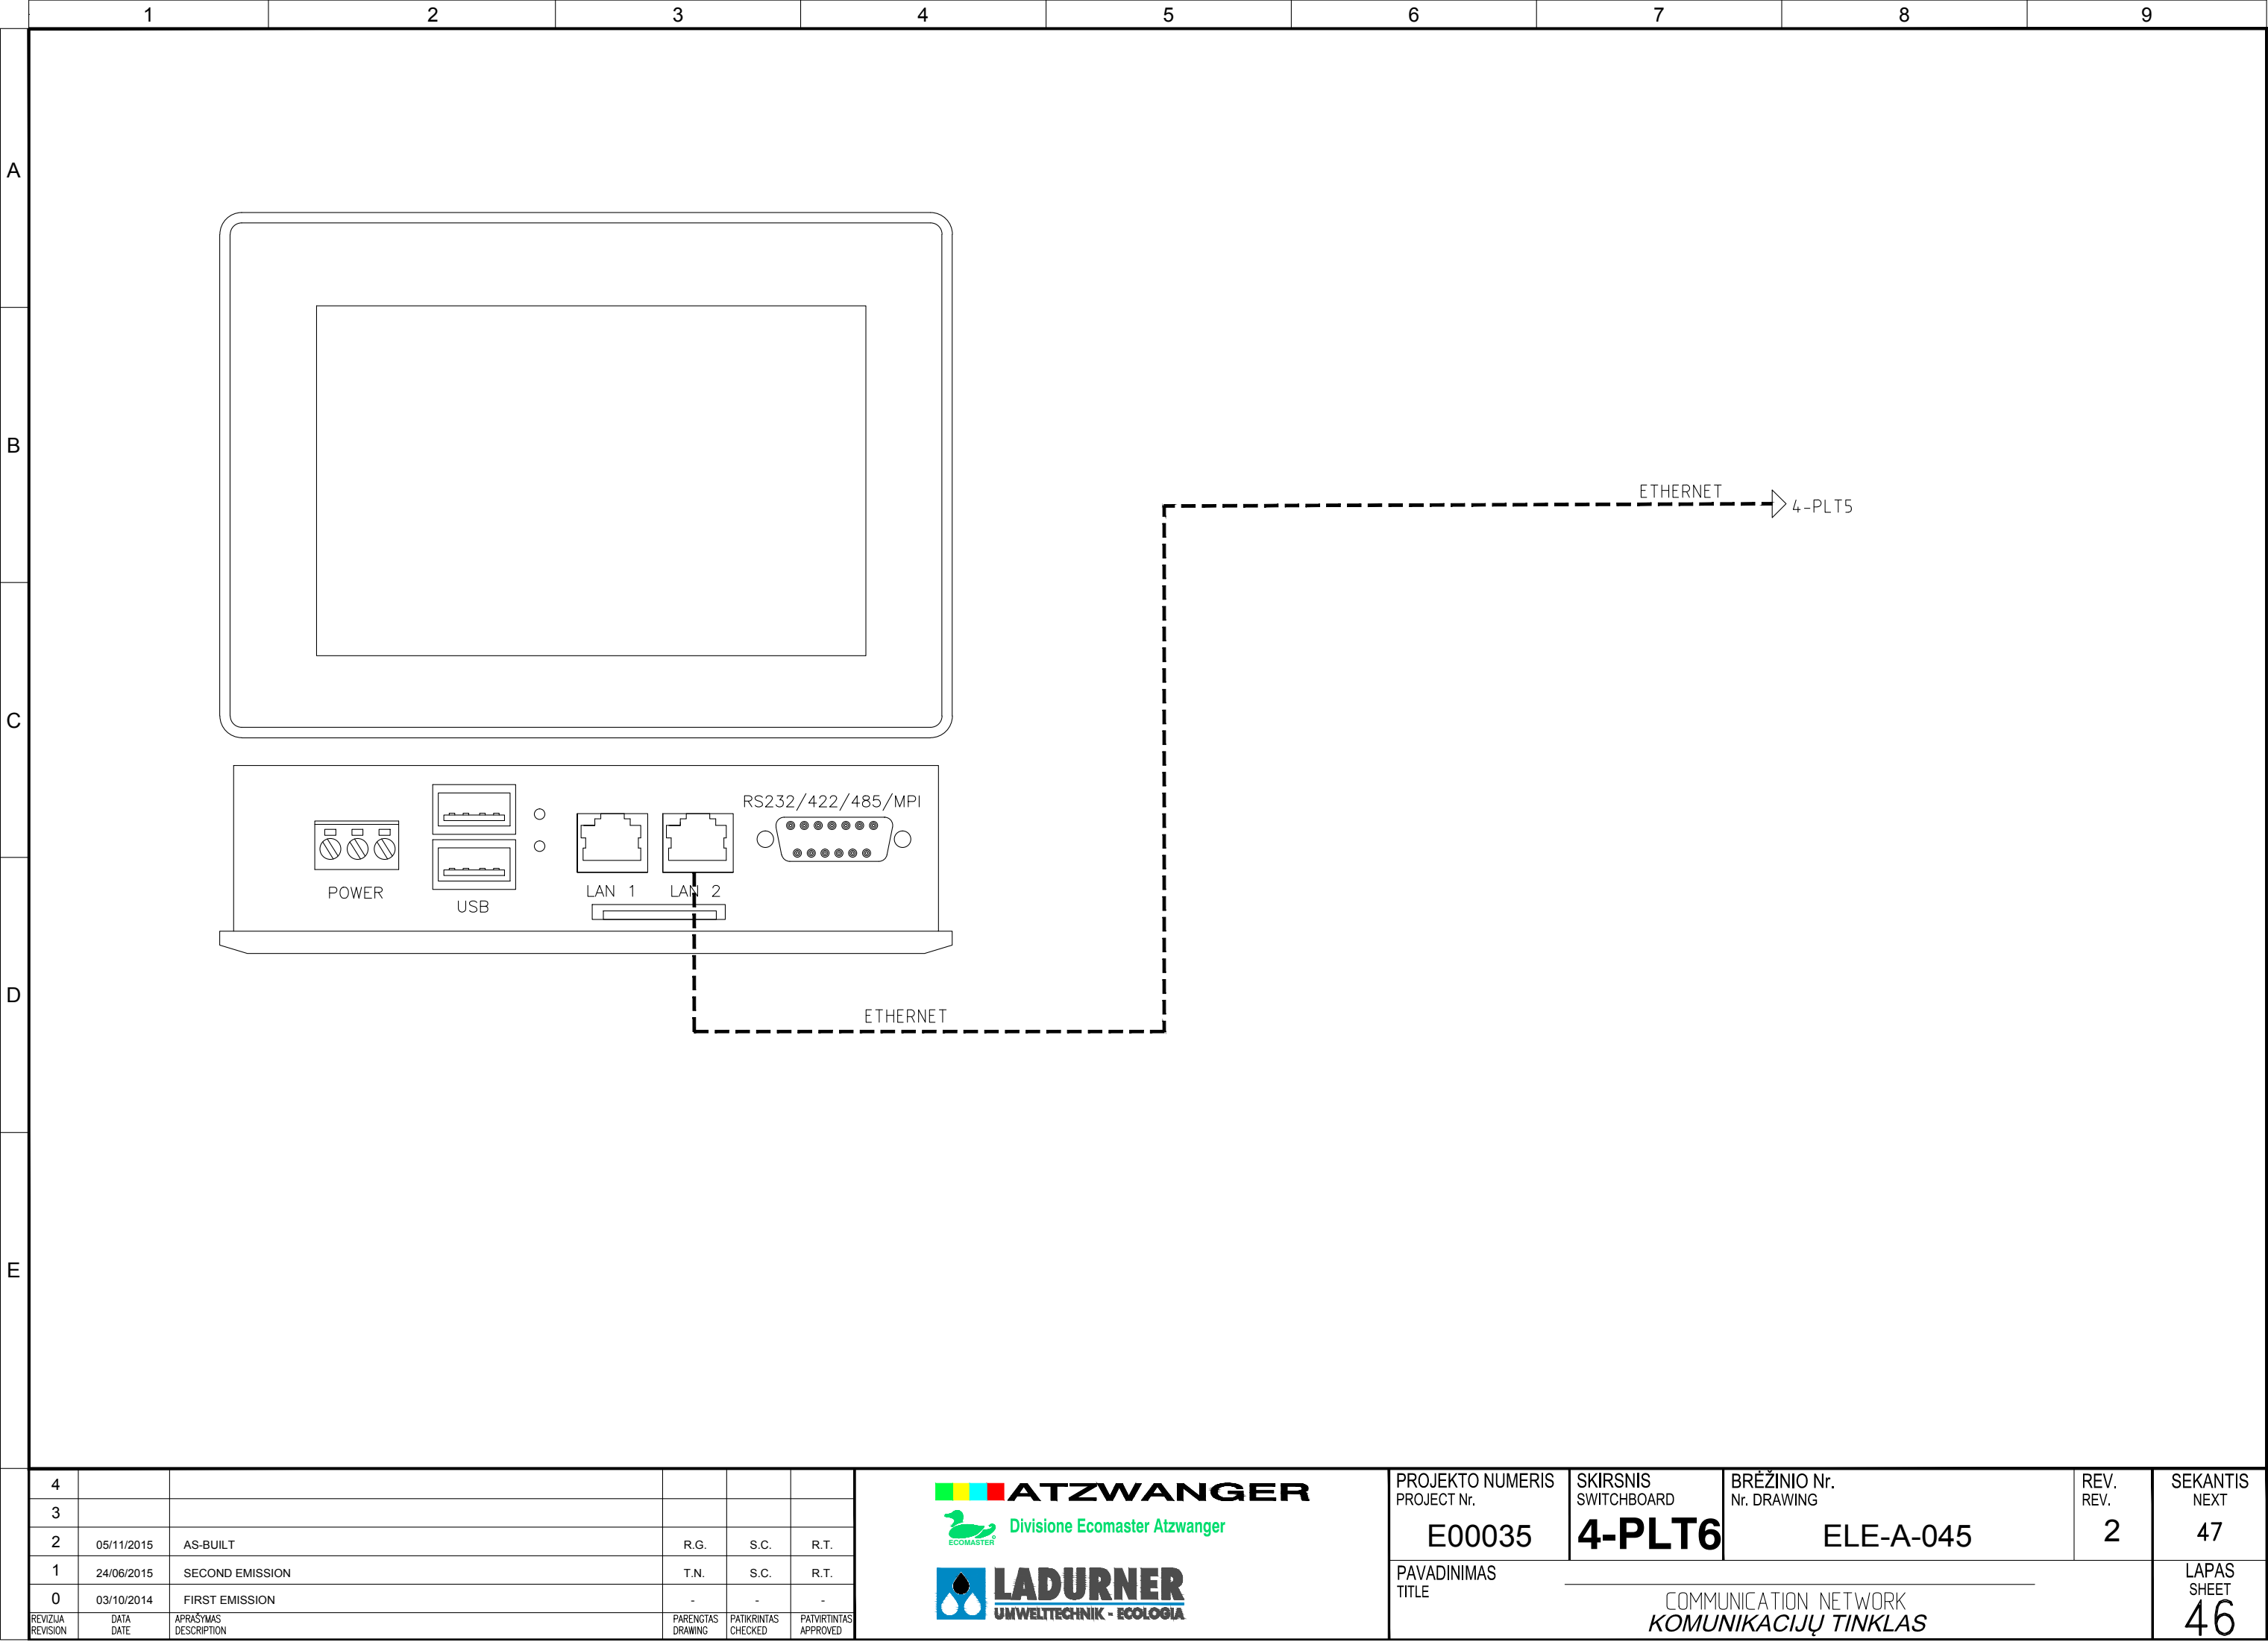 1 2 3 4 5 6 7 8 9
A
B
C
D
E
ETHERNET
4-PLT5
RS232/422/485/MPI
POWER
USB
LAN 1
LAN 2
ETHERNET
4
3
2 05/11/2015 AS-BUILT R.G. S.C. R.T.
1 24/06/2015 SECOND EMISSION T.N. S.C. R.T.
0 03/10/2014 FIRST EMISSION - - -
REVIZIJA DATA APRAŠYMAS PARENGTAS PATIKRINTAS PATVIRTINTAS
REVISION DATE DESCRIPTION DRAWING CHECKED APPROVED
ATZWANGER
Divisione Ecomaster Atzwanger
ECOMASTER
LADURNER
UMWELTTECHNIK - ECOLOGIA
PROJEKTO NUMERIS
PROJECT Nr.
E00035
SKIRSNIS
SWITCHBOARD
4-PLT6
BRĖŽINIO Nr.
Nr. DRAWING
ELE-A-045
REV.
REV.
2
SEKANTIS
NEXT
47
PAVADINIMAS
TITLE
COMMUNICATION NETWORK
KOMUNIKACIJŲ TINKLAS
LAPAS
SHEET
46